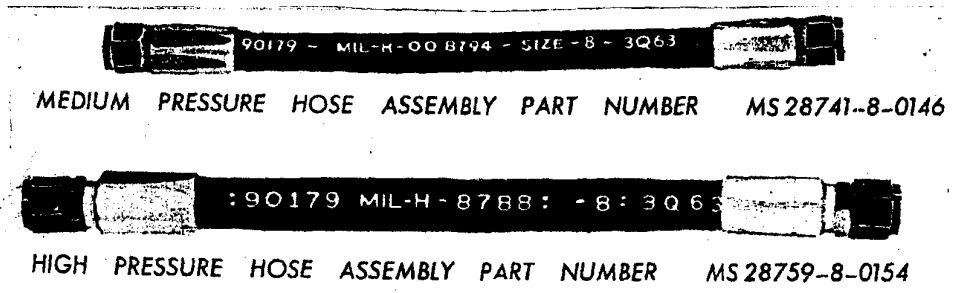 90179 - MIL-H-OO 8794 - SIZE - 8 - 3Q63
MEDIUM PRESSURE HOSE ASSEMBLY PART NUMBER MS 28741-8-0146
:90179 MIL-H-8788: -8: 3Q63
HIGH PRESSURE HOSE ASSEMBLY PART NUMBER MS 28759-8-0154